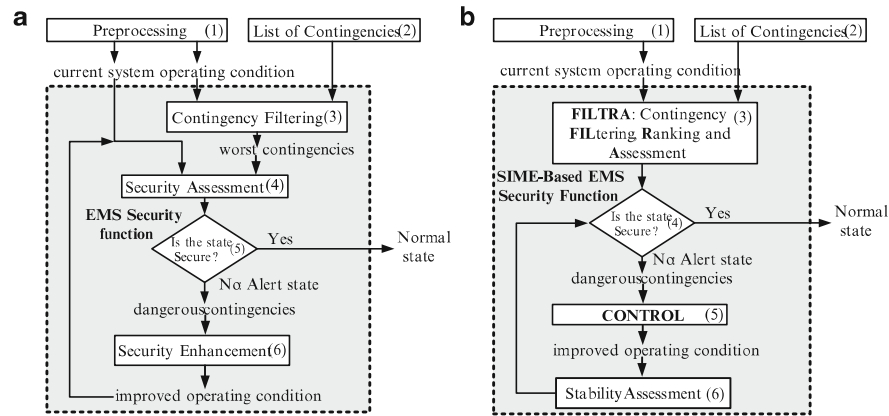 a
Preprocessing (1)
List of Contingencies(2)
current system operating condition
Contingency Filtering(3)
worst contingencies
Security Assessment(4)
EMS Security
function
Is the state
Secure?
(5)
Yes
Normal
state
Nα Alert state
dangerouscontingencies
Security Enhancement(6)
improved operating condition
b
Preprocessing (1)
List of Contingencies(2)
current system operating condition
FILTRA: Contingency
(3)
FILtering, Ranking and
Assessment
SIME-Based EMS
Security Function
Is the state
Secure?
(4)
Yes
Normal
state
Nα Alert state
dangerouscontingencies
CONTROL (5)
improved operating condition
StabilityAssessment (6)